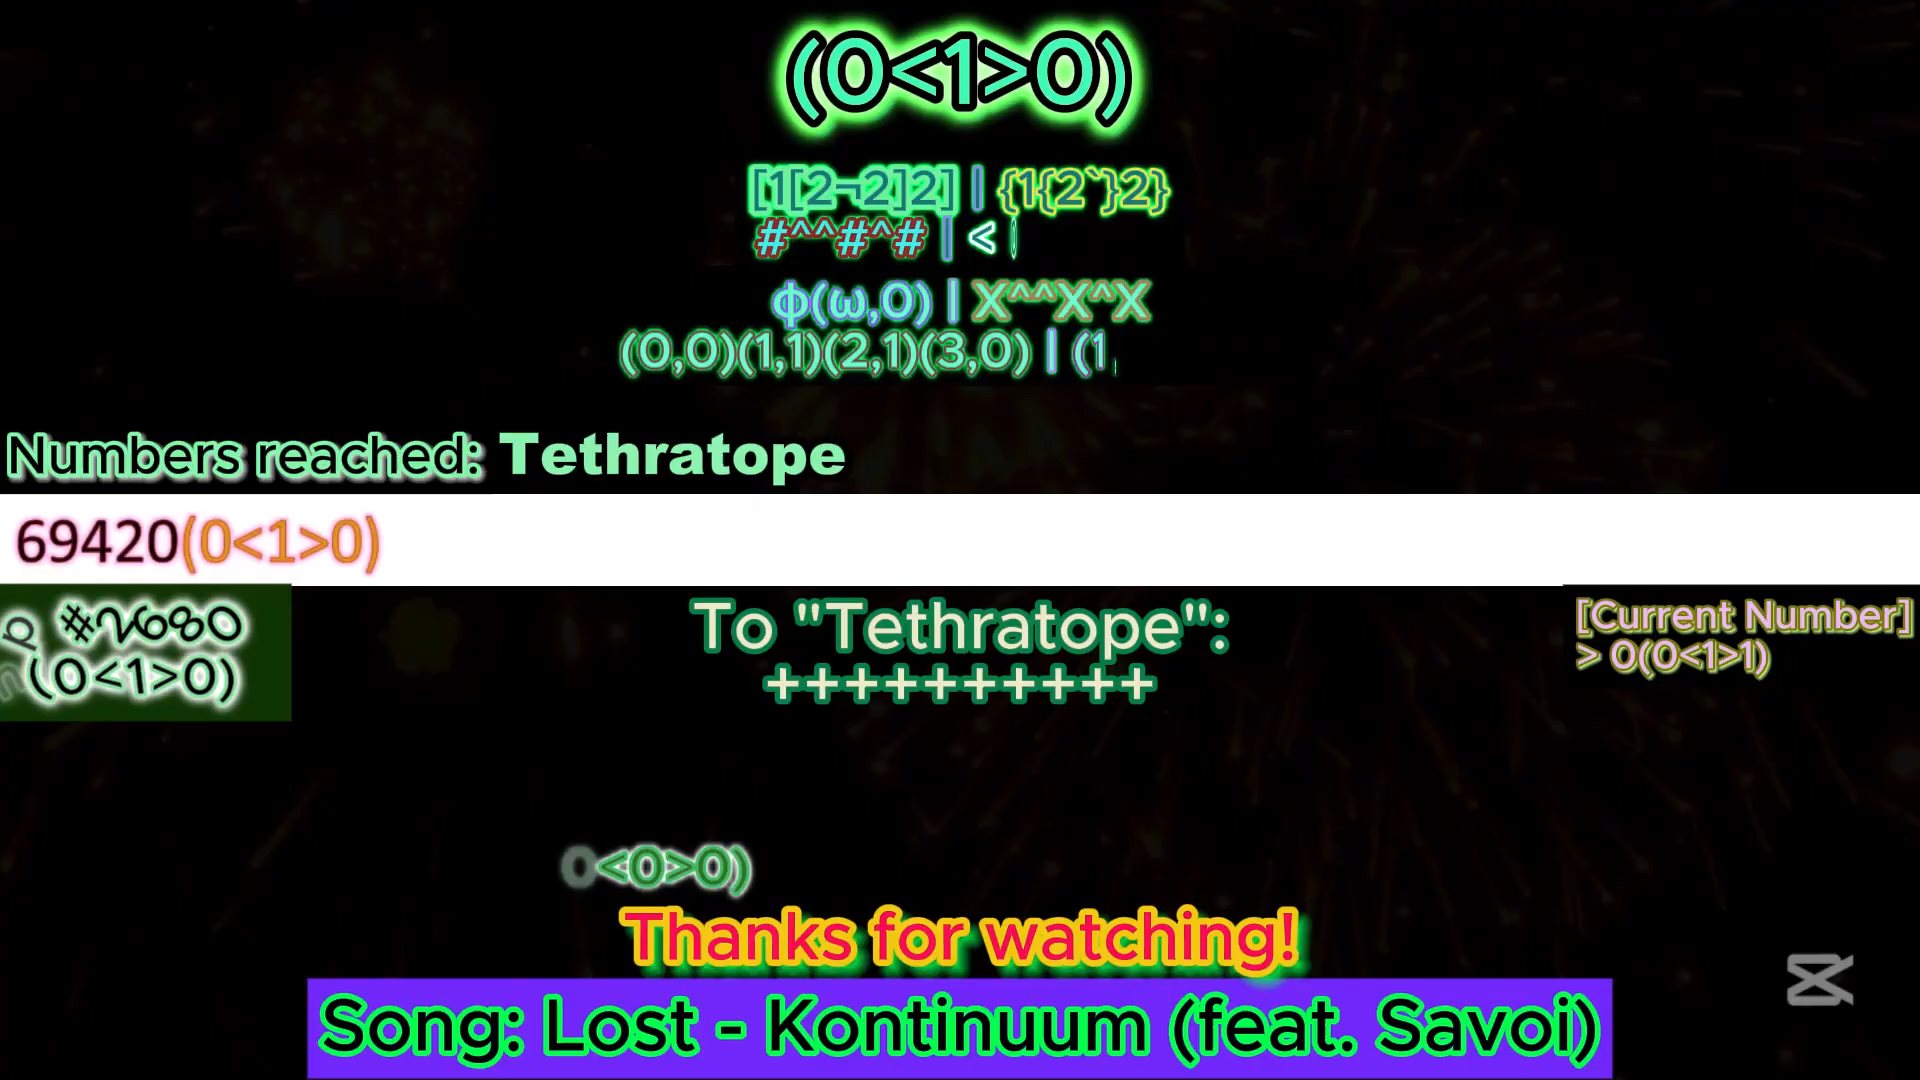 (0<1>0)
[1[2¬2]2] | {1{2`}2}
#^^#^# | <
φ(ω,0) | X^^X^X
(0,0)(1,1)(2,1)(3,0) | (1
Numbers reached: Tethratope
69420(0<1>0)
#2680
(0<1>0)
To "Tethratope":
++++++++++
[Current Number]
> 0(0<1>1)
0<0>0)
Thanks for watching!
Song: Lost - Kontinuum (feat. Savoi)